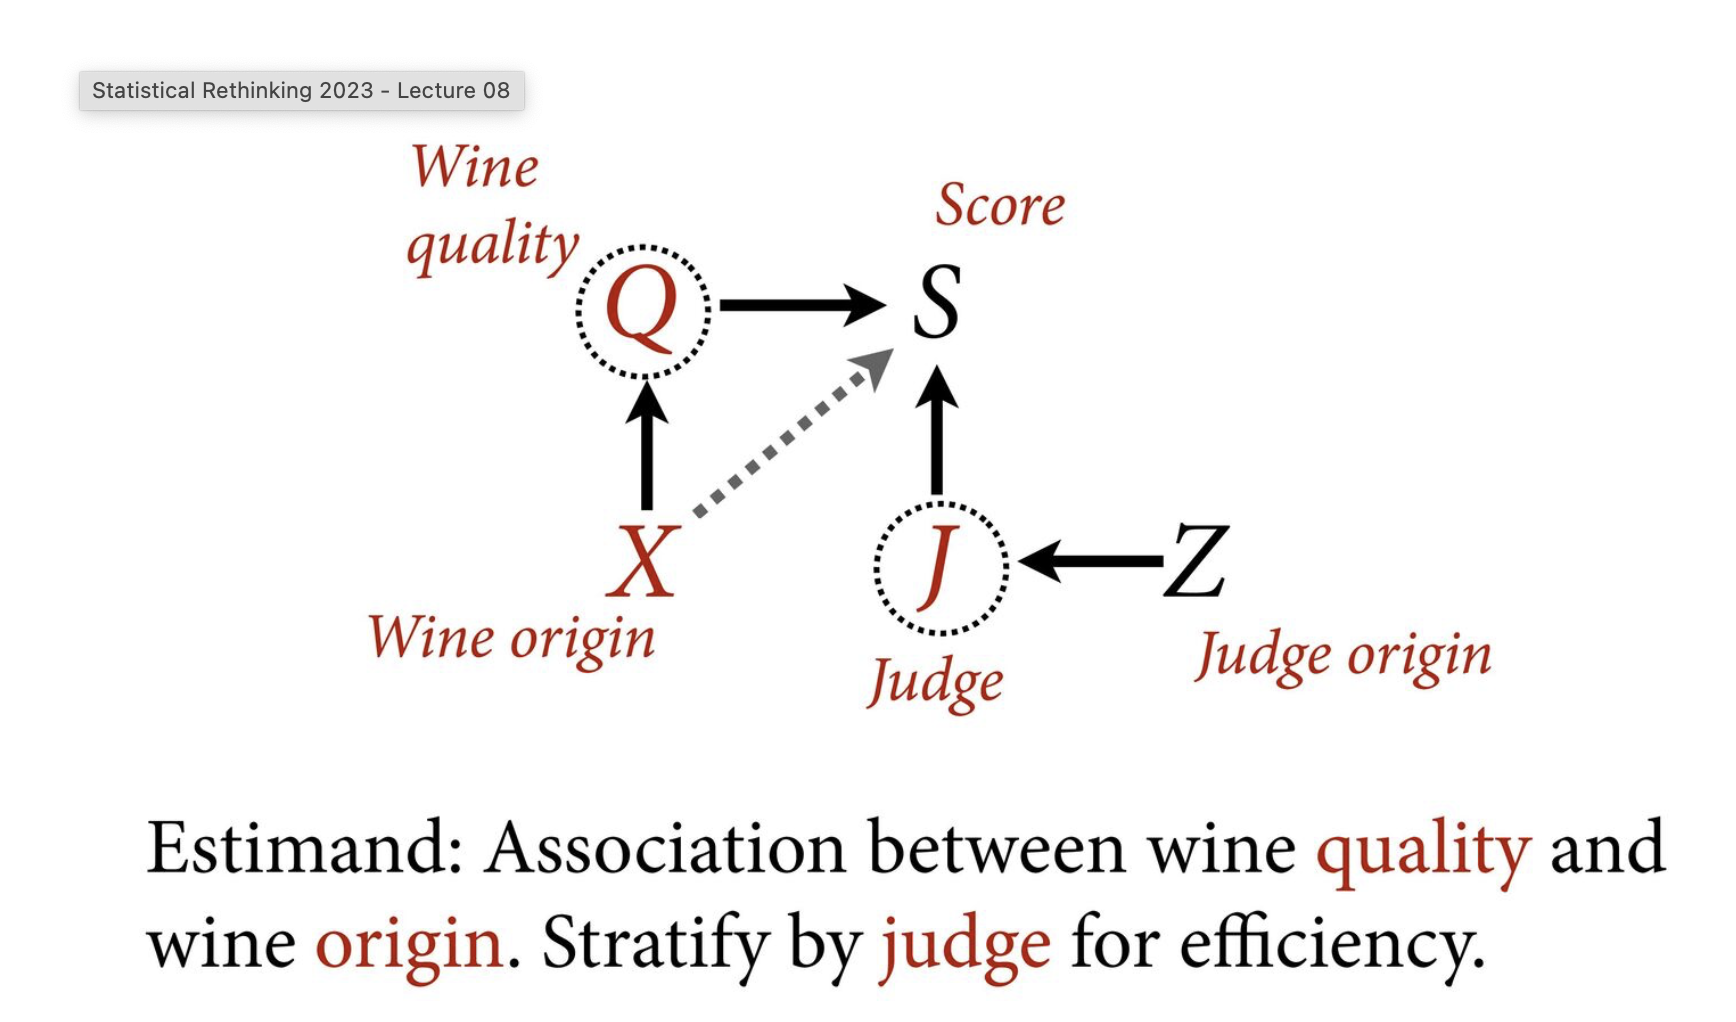 Statistical Rethinking 2023 - Lecture 08
Wine
quality
Score
Q
S
X
J
Z
Wine origin
Judge
Judge origin
Estimand: Association between wine quality and
wine origin. Stratify by judge for efficiency.